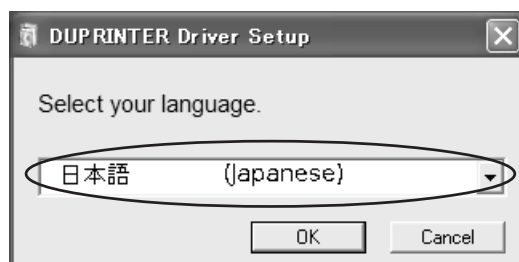 DUPRINTER Driver Setup
Select your language.
日本語 (Japanese)
OK Cancel